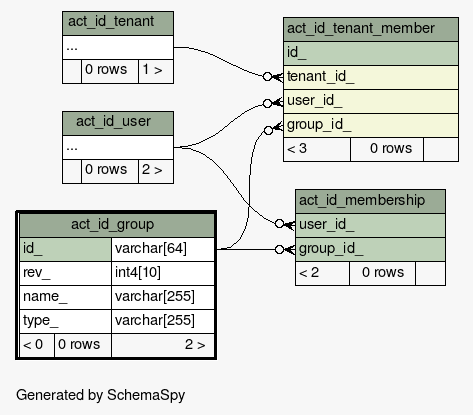 act_id_tenant
...
0 rows 1 >
act_id_tenant_member
id_
tenant_id_
user_id_
group_id_
< 3 0 rows
act_id_user
...
0 rows 2 >
act_id_membership
user_id_
group_id_
< 2 0 rows
act_id_group
id_ varchar[64]
rev_ int4[10]
name_ varchar[255]
type_ varchar[255]
< 0 0 rows 2 >
Generated by SchemaSpy